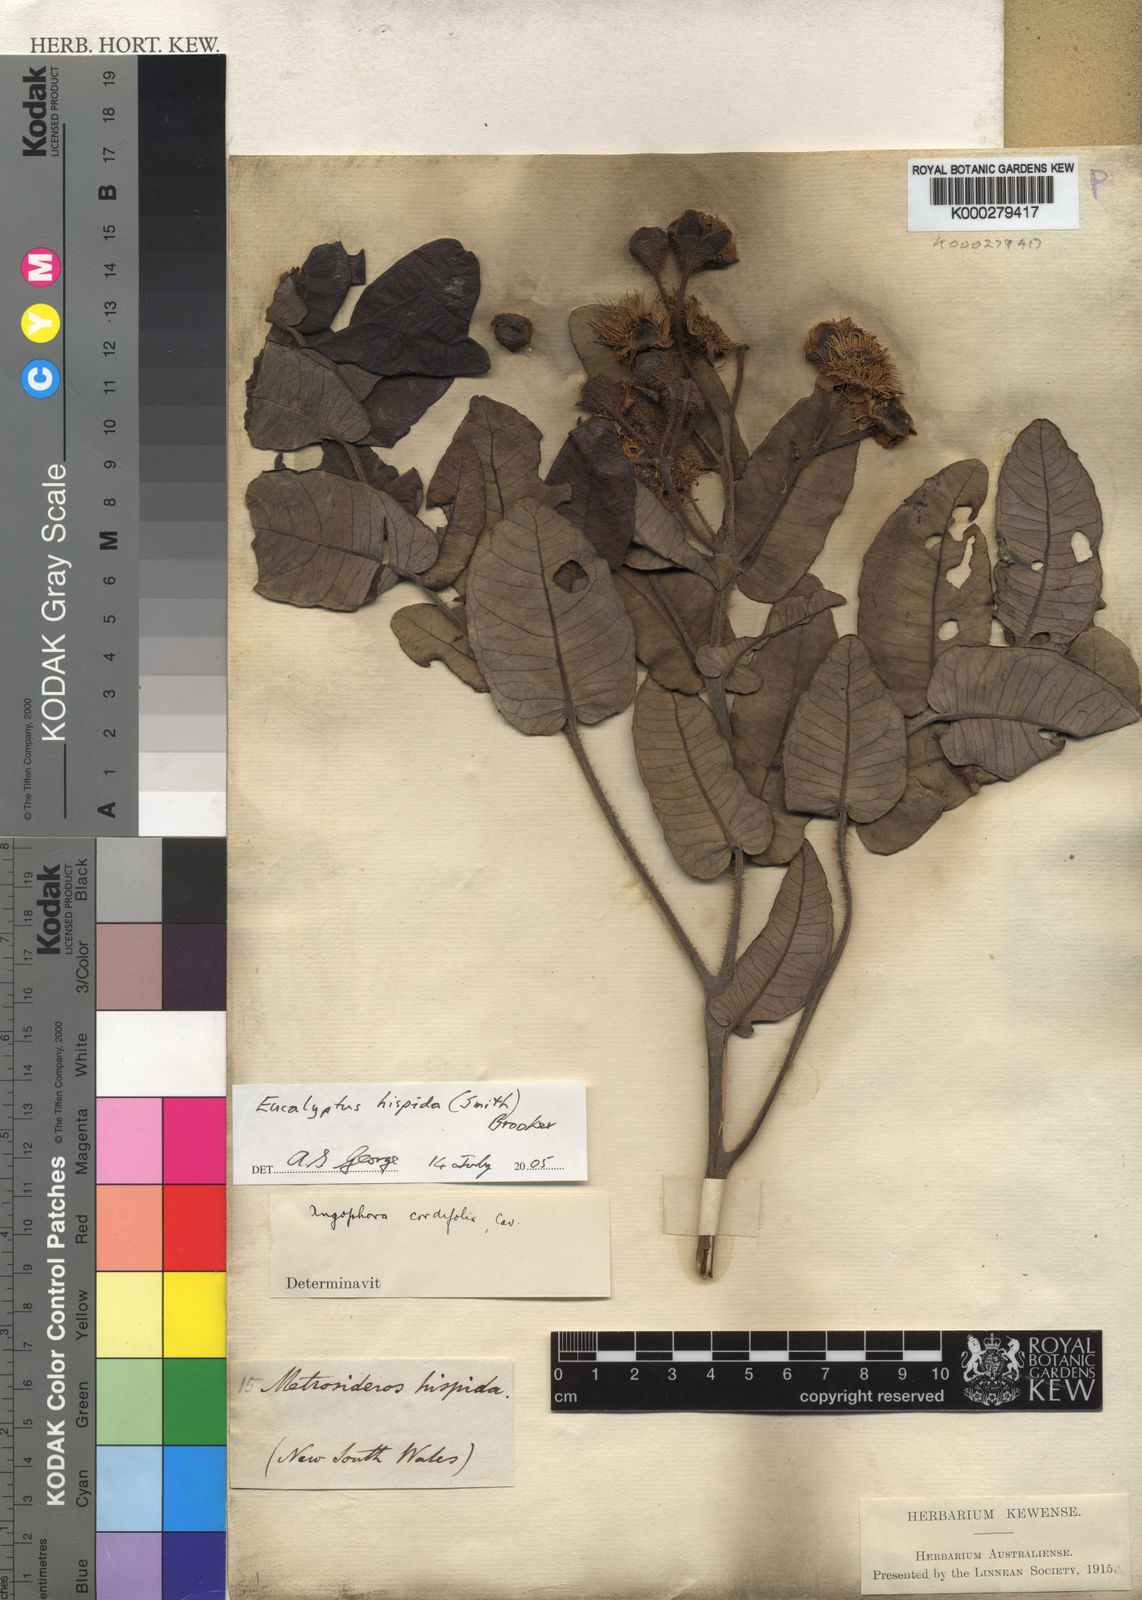 HERB. HORT. KEW.
ROYAL BOTANIC GARDENS KEW
K000279417
K000279417
Kodak
LICENSED PRODUCT
KODAK Gray Scale
© The Tiffen Company, 2000
C Y M
A 1 2 3 4 5 6 M 8 9 10 11 12 13 14 15 B 17 18 19
Kodak
LICENSED PRODUCT
KODAK Color Control Patches
© The Tiffen Company, 2000
Blue Cyan Green Yellow Red Magenta White 3/Color Black
Eucalyptus hispida (Smith)
Brooker
DET. A S George 14 July 2005
Angophora cordifolia, Cav.
Determinavit
15 Metrosideros hispida.
(New South Wales)
0 1 2 3 4 5 6 7 8 9 10
cm copyright reserved
ROYAL
BOTANIC
GARDENS
KEW
HERBARIUM KEWENSE.
HERBARIUM AUSTRALIENSE.
Presented by the LINNEAN SOCIETY, 1915.